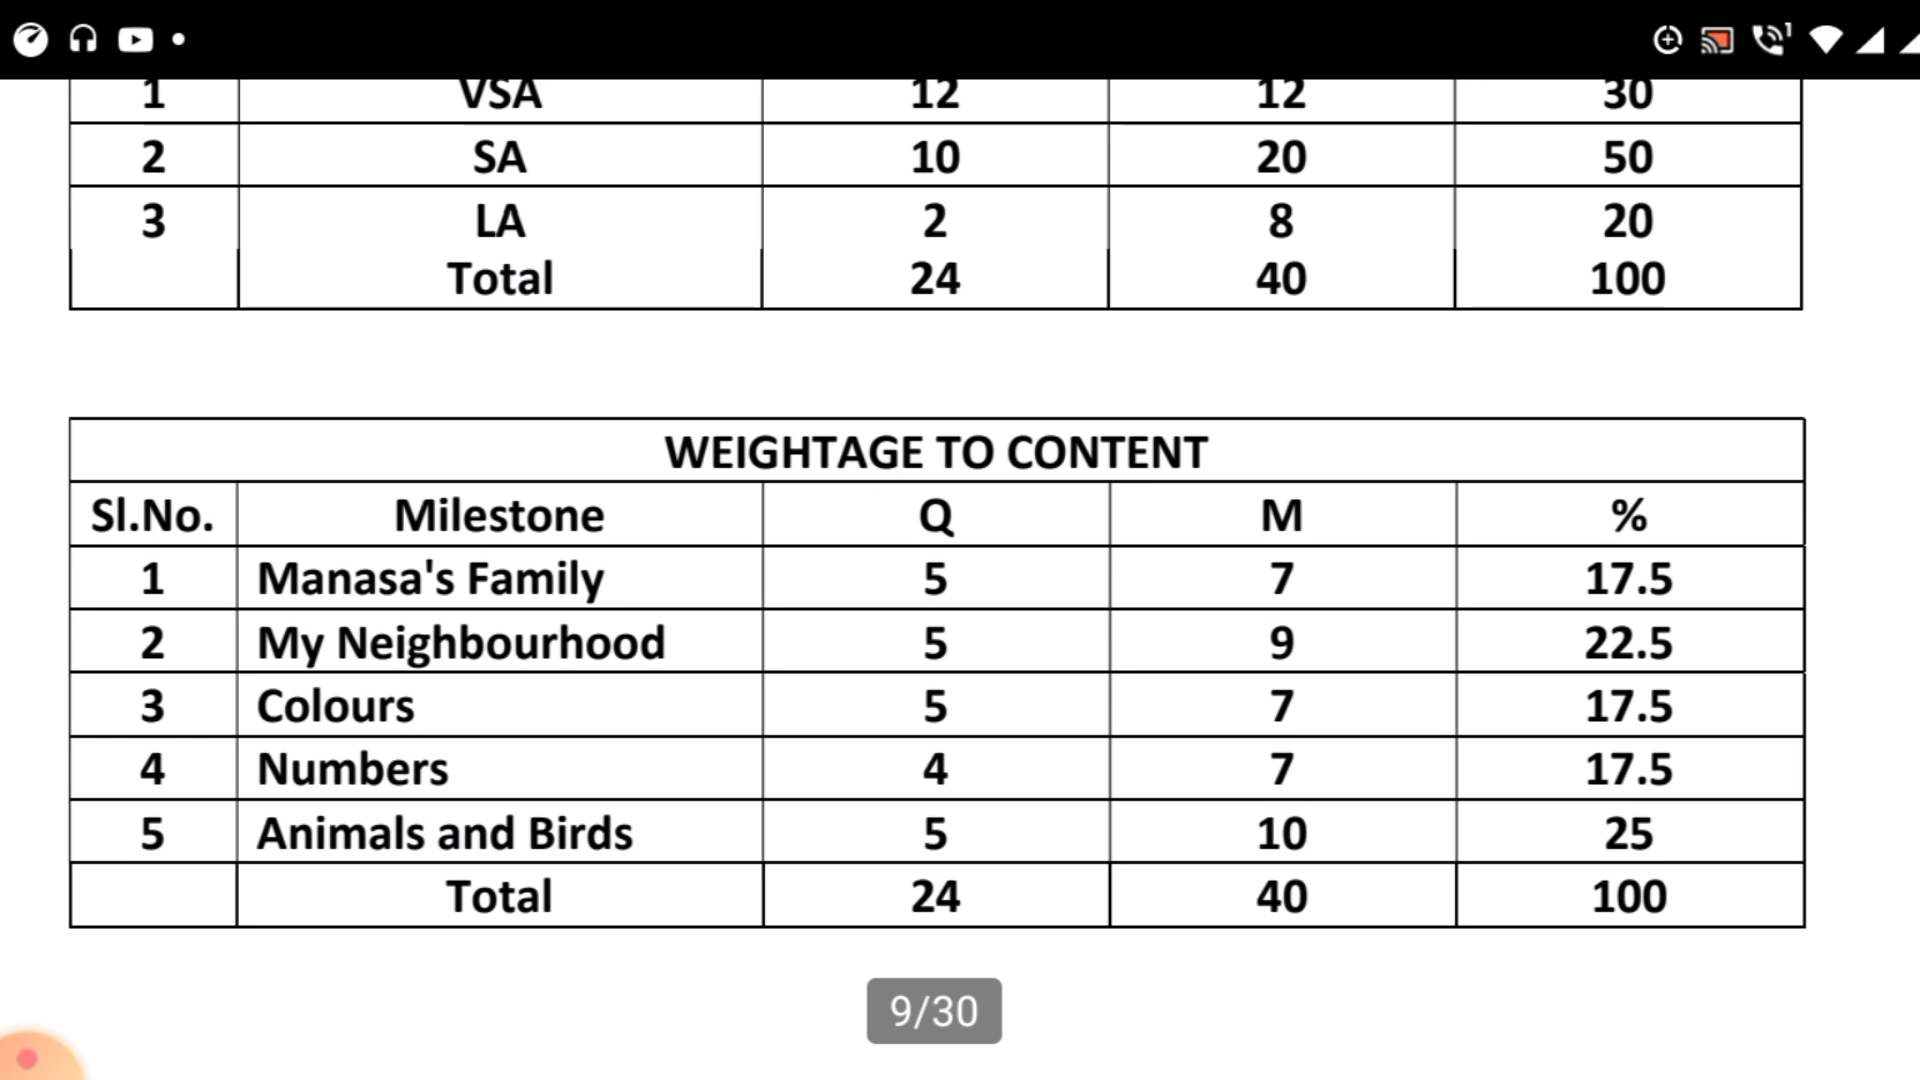 1 VSA 12 12 30
2 SA 10 20 50
3 LA 2 8 20
Total 24 40 100
WEIGHTAGE TO CONTENT
Sl.No. Milestone Q M %
1 Manasa's Family 5 7 17.5
2 My Neighbourhood 5 9 22.5
3 Colours 5 7 17.5
4 Numbers 4 7 17.5
5 Animals and Birds 5 10 25
Total 24 40 100
9/30